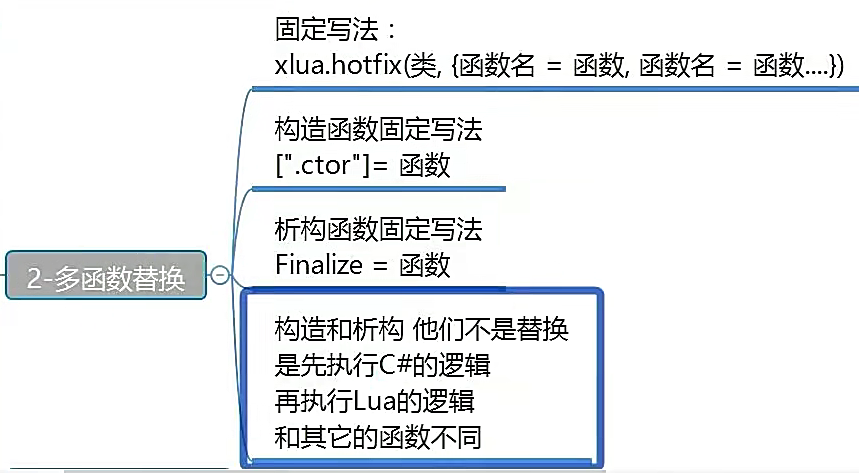 固定写法：
xlua.hotfix(类, {函数名 = 函数, 函数名 = 函数....})
构造函数固定写法
[".ctor"]= 函数
析构函数固定写法
Finalize = 函数
2-多函数替换
构造和析构 他们不是替换
是先执行C#的逻辑
再执行Lua的逻辑
和其它的函数不同